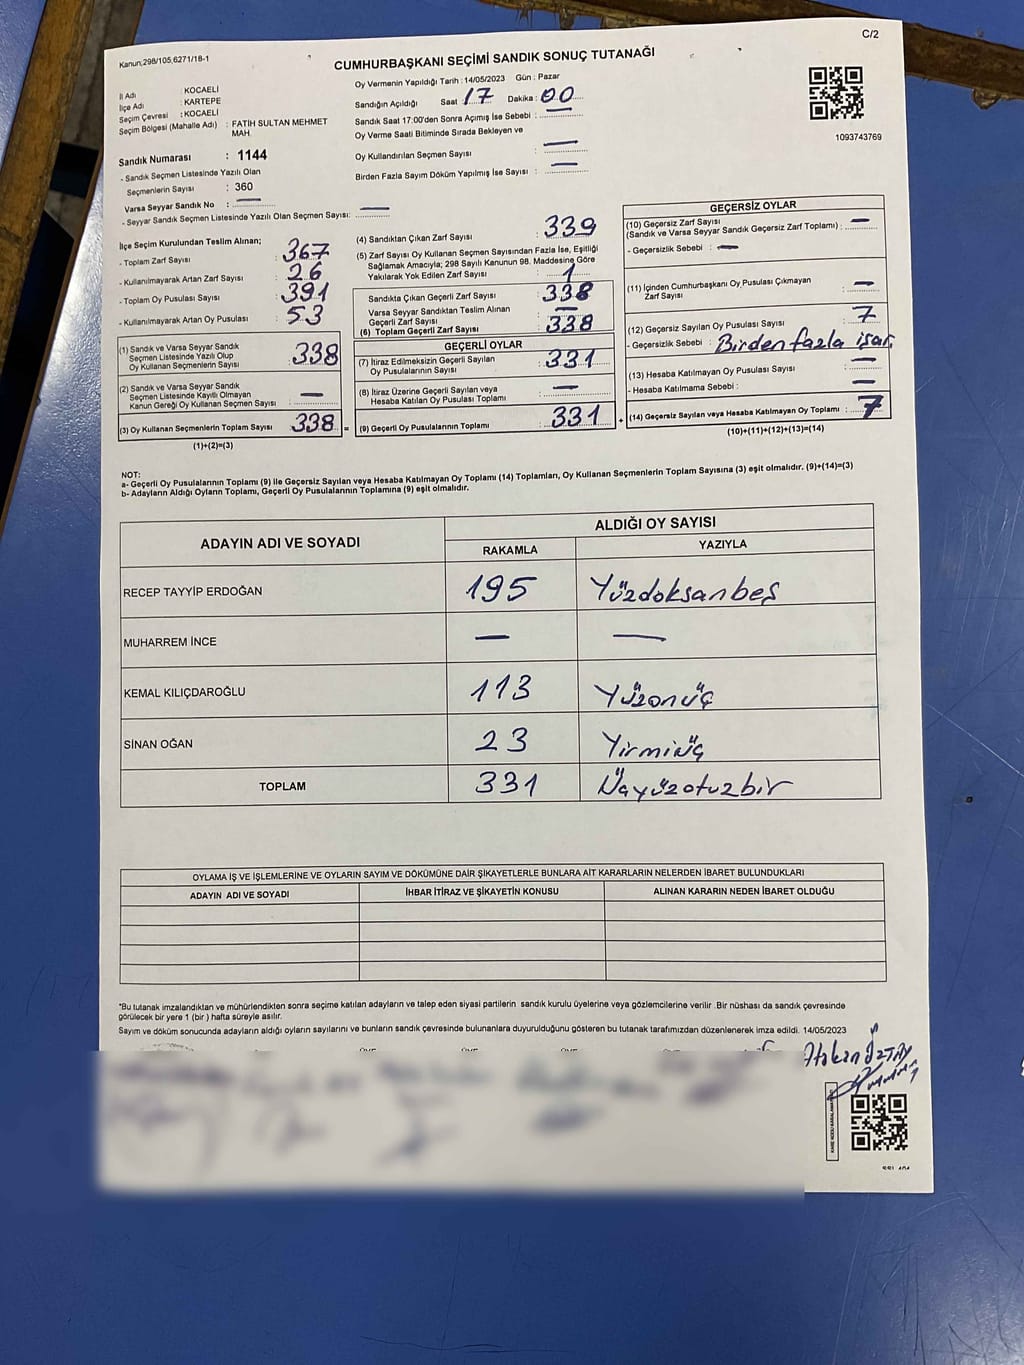 C/2
Kanun;298/105,6271/18-1
CUMHURBAŞKANI SEÇİMİ SANDIK SONUÇ TUTANAĞI
İl Adı : KOCAELİ
İlçe Adı : KARTEPE
Seçim Çevresi : KOCAELİ
Seçim Bölgesi (Mahalle Adı) : FATİH SULTAN MEHMET MAH.
Sandık Numarası : 1144
- Sandık Seçmen Listesinde Yazılı Olan
Seçmenlerin Sayısı : 360
Varsa Seyyar Sandık No : —
- Seyyar Sandık Seçmen Listesinde Yazılı Olan Seçmen Sayısı: —
Oy Vermenin Yapıldığı Tarih : 14/05/2023 Gün : Pazar
Sandığın Açıldığı Saat 17 Dakika : 00
Sandık Saat 17:00'den Sonra Açmış İse Sebebi : —
Oy Verme Saati Bitiminde Sırada Bekleyen ve
Oy Kullandırılan Seçmen Sayısı : —
Birden Fazla Sayım Döküm Yapılmış İse Sayısı : —
1093743769
İlçe Seçim Kurulundan Teslim Alınan;
- Toplam Zarf Sayısı : 367
- Kullanılmayarak Artan Zarf Sayısı : 26
- Toplam Oy Pusulası Sayısı : 391
- Kullanılmayarak Artan Oy Pusulası : 53
(1) Sandık ve Varsa Seyyar Sandık
Seçmen Listesinde Yazılı Olup
Oy Kullanan Seçmenlerin Sayısı : 338
(2) Sandık ve Varsa Seyyar Sandık
Seçmen Listesinde Kayıtlı Olmayan
Kanun Gereği Oy Kullanan Seçmen Sayısı : —
(3) Oy Kullanan Seçmenlerin Toplam Sayısı : 338 =
(1)+(2)=(3)
(4) Sandıktan Çıkan Zarf Sayısı : 339
(5) Zarf Sayısı Oy Kullanan Seçmen Sayısından Fazla İse, Eşitliği
Sağlamak Amacıyla; 298 Sayılı Kanunun 98. Maddesine Göre
Yakılarak Yok Edilen Zarf Sayısı : 1
Sandıkta Çıkan Geçerli Zarf Sayısı : 338
Varsa Seyyar Sandıktan Teslim Alınan
Geçerli Zarf Sayısı : —
(6) Toplam Geçerli Zarf Sayısı : 338
GEÇERLİ OYLAR
(7) İtiraz Edilmeksizin Geçerli Sayılan
Oy Pusulasının Sayısı : 331
(8) İtiraz Üzerine Geçerli Sayılan veya
Hesaba Katılan Oy Pusulası Toplamı : —
(9) Geçerli Oy Pusulalarının Toplamı : 331 +
GEÇERSİZ OYLAR
(10) Geçersiz Zarf Sayısı
(Sandık ve Varsa Seyyar Sandık Geçersiz Zarf Toplamı) : —
- Geçersizlik Sebebi : —
(11) İçinden Cumhurbaşkanı Oy Pusulası Çıkmayan
Zarf Sayısı : —
(12) Geçersiz Sayılan Oy Pusulası Sayısı : 7
- Geçersizlik Sebebi : Birden fazla işar.
(13) Hesaba Katılmayan Oy Pusulası Sayısı : —
- Hesaba Katılmama Sebebi : —
(14) Geçersiz Sayılan veya Hesaba Katılmayan Oy Toplamı : 7
(10)+(11)+(12)+(13)=(14)
NOT:
a- Geçerli Oy Pusulalarının Toplamı (9) ile Geçersiz Sayılan veya Hesaba Katılmayan Oy Toplamı (14) Toplamları, Oy Kullanan Seçmenlerin Toplam Sayısına (3) eşit olmalıdır. (9)+(14)=(3)
b- Adayların Aldığı Oyların Toplamı, Geçerli Oy Pusulalarının Toplamına (9) eşit olmalıdır.
ADAYIN ADI VE SOYADI
ALDIĞI OY SAYISI
RAKAMLA YAZIYLA
RECEP TAYYİP ERDOĞAN 195 Yüzdoksanbeş
MUHARREM İNCE — —
KEMAL KILIÇDAROĞLU 113 Yüzonüç
SİNAN OĞAN 23 Yirmiüç
TOPLAM 331 Üçyüzotuzbir
OYLAMA İŞ VE İŞLEMLERİNE VE OYLARIN SAYIM VE DÖKÜMÜNE DAİR ŞİKAYETLERLE BUNLARA AİT KARARLARIN NELERDEN İBARET BULUNDUKLARI
ADAYIN ADI VE SOYADI İHBAR İTİRAZ VE ŞİKAYETİN KONUSU ALINAN KARARIN NEDEN İBARET OLDUĞU
*Bu tutanak imzalandıktan ve mühürlendikten sonra seçime katılan adayların ve talep eden siyasi partilerin sandık kurulu üyelerine veya gözlemcilerine verilir .Bir nüshası da sandık çevresinde
görülecek bir yere 1 (bir ) hafta süreyle asılır.
Sayım ve döküm sonucunda adayların aldığı oyların sayılarını ve bunların sandık çevresinde bulunanlara duyurulduğunu gösteren bu tutanak tarafımızdan düzenlenerek imza edildi. 14/05/2023